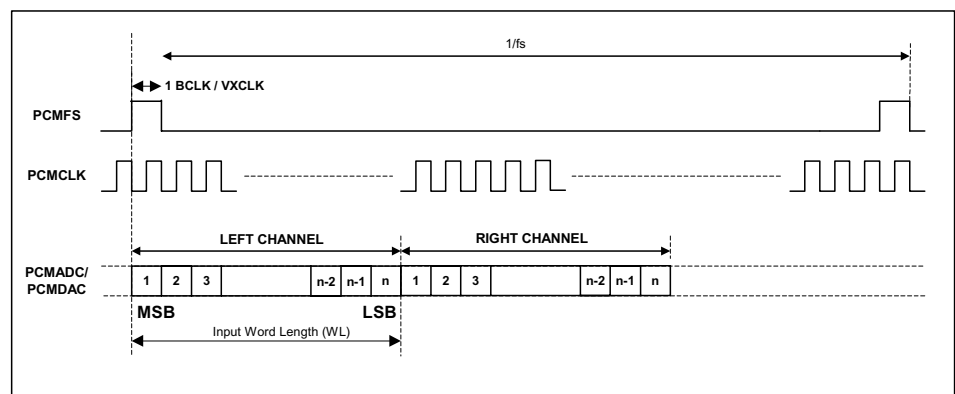 1/fs
1 BCLK / VXCLK
PCMFS
PCMCLK
LEFT CHANNEL
RIGHT CHANNEL
PCMADC/
PCMDAC
1 2 3 n-2 n-1 n 1 2 3 n-2 n-1 n
MSB LSB
Input Word Length (WL)